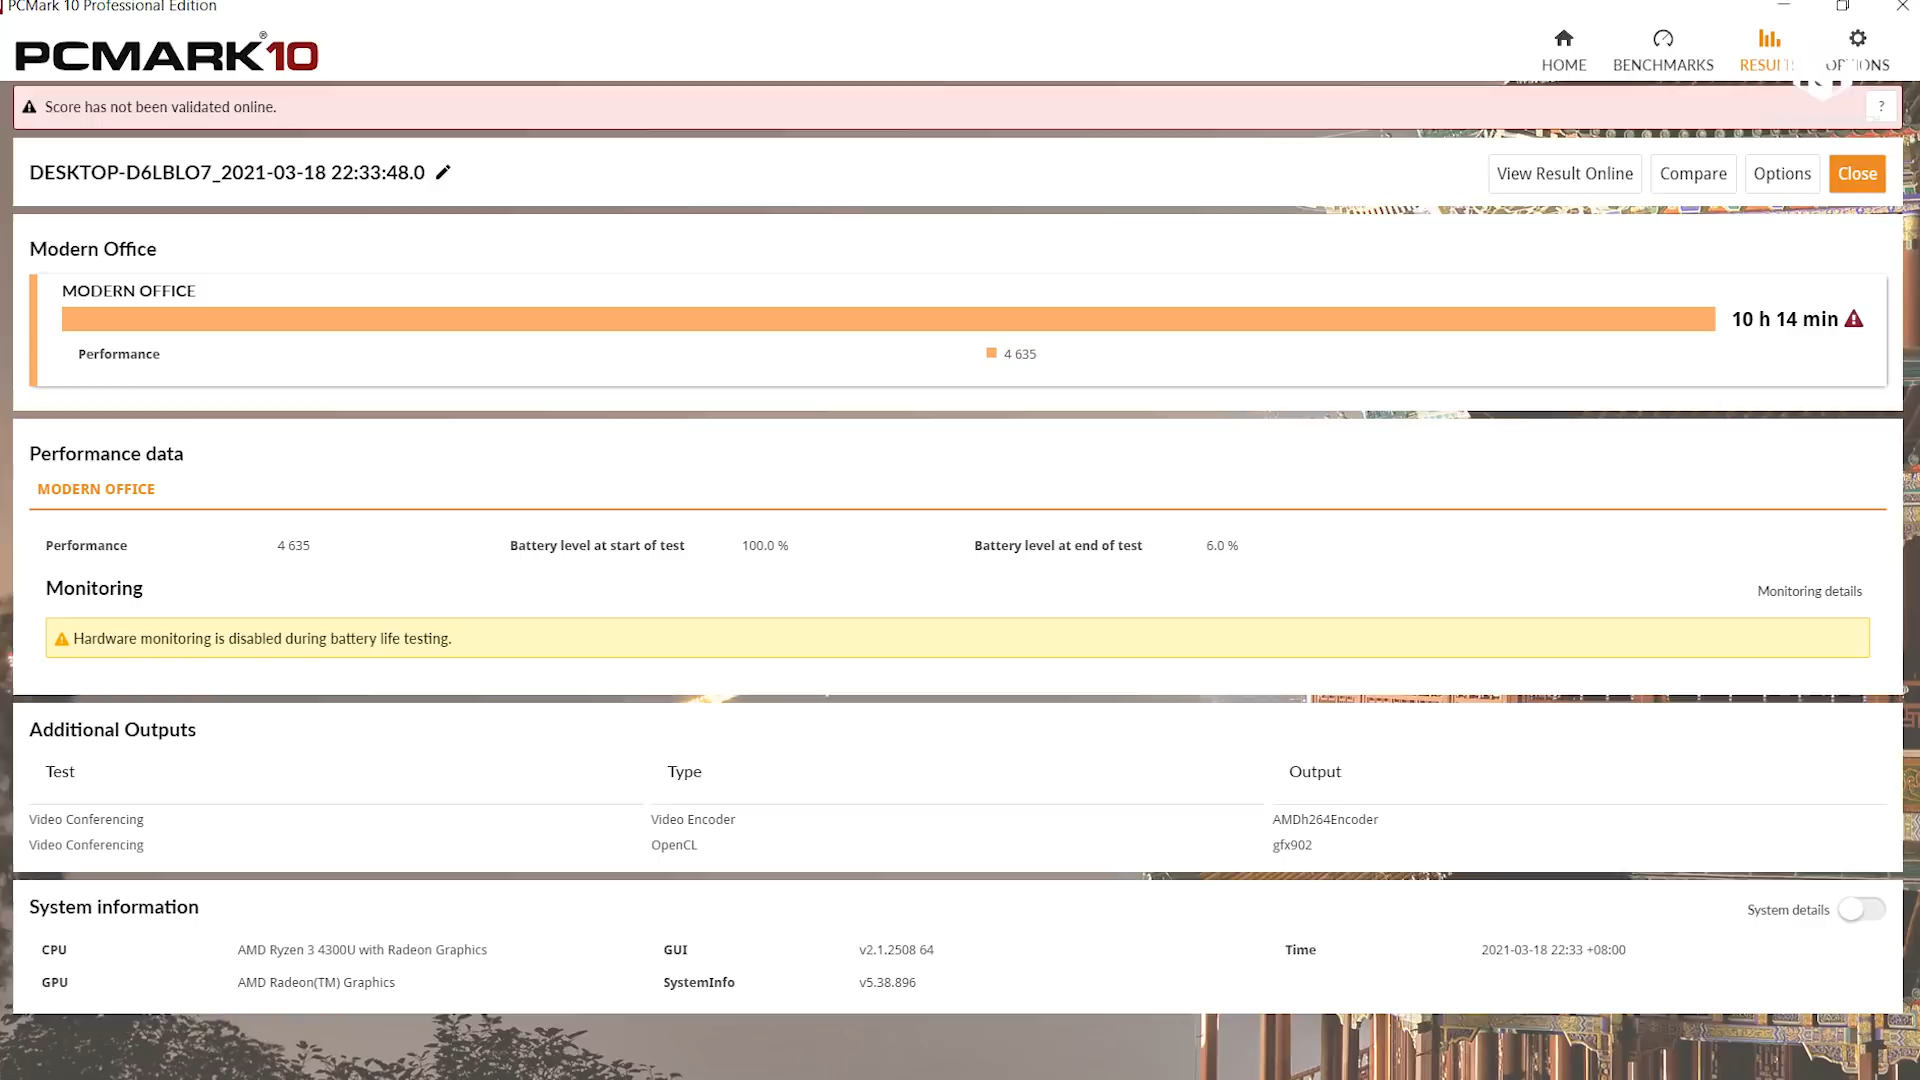 PCMark 10 Professional Edition
PCMARK®10
HOME
BENCHMARKS
RESULTS
OPTIONS
Score has not been validated online.
?
DESKTOP-D6LBLO7_2021-03-18 22:33:48.0
View Result Online
Compare
Options
Close
Modern Office
MODERN OFFICE
10 h 14 min
Performance 4 635
Performance data
MODERN OFFICE
Performance 4 635 Battery level at start of test 100.0 % Battery level at end of test 6.0 %
Monitoring
Monitoring details
Hardware monitoring is disabled during battery life testing.
Additional Outputs
Test Type Output
Video Conferencing Video Encoder AMDh264Encoder
Video Conferencing OpenCL gfx902
System information
System details
CPU AMD Ryzen 3 4300U with Radeon Graphics GUI v2.1.2508 64 Time 2021-03-18 22:33 +08:00
GPU AMD Radeon(TM) Graphics SystemInfo v5.38.896